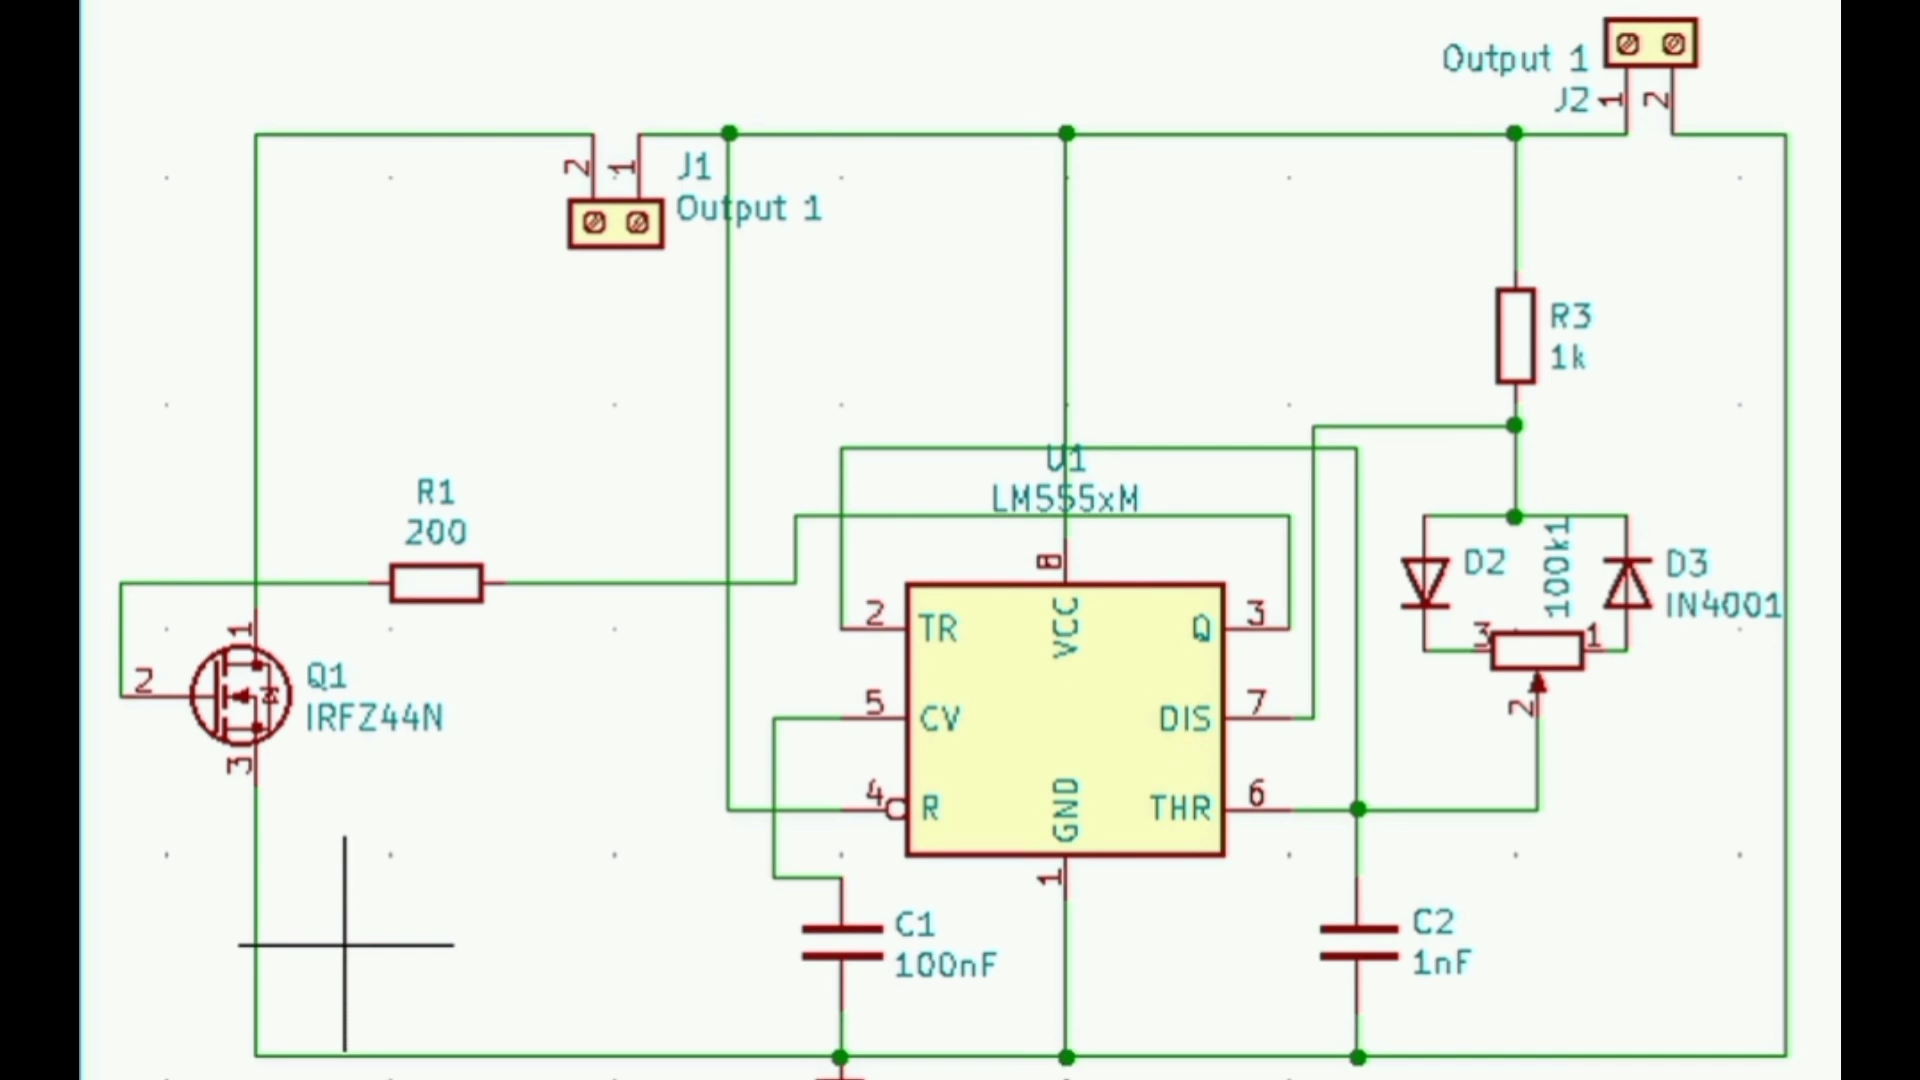 Output 1
J2
1
2
2
1
J1
Output 1
R3
1k
R1
200
U1
LM555xM
8
D2
100k1
D3
IN4001
3
1
2
1
2
3
Q1
IRFZ44N
2
TR
VCC
Q
3
5
CV
DIS
7
4
R
GND
THR
6
1
C1
100nF
C2
1nF